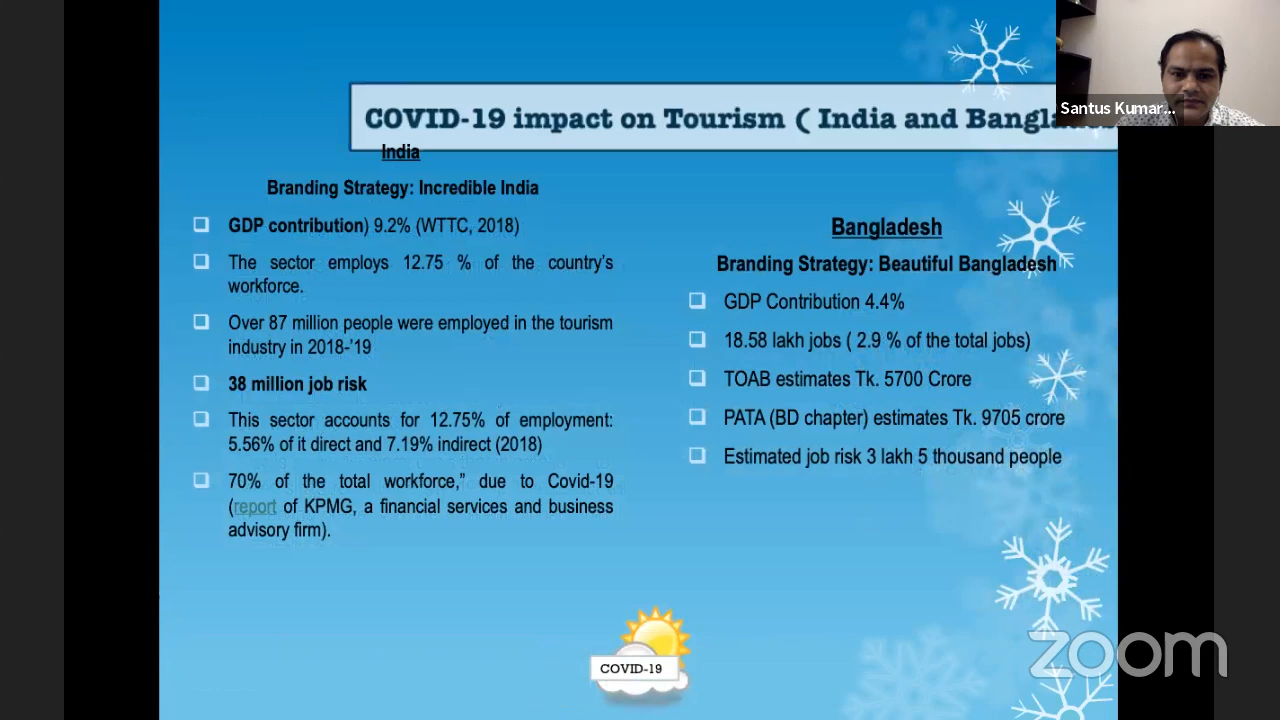 COVID-19 impact on Tourism ( India and Bangla
Santus Kumar...
India
Branding Strategy: Incredible India
❑ GDP contribution) 9.2% (WTTC, 2018)
❑ The sector employs 12.75 % of the country's
workforce.
❑ Over 87 million people were employed in the tourism
industry in 2018-'19
❑ 38 million job risk
❑ This sector accounts for 12.75% of employment:
5.56% of it direct and 7.19% indirect (2018)
❑ 70% of the total workforce,” due to Covid-19
(report of KPMG, a financial services and business
advisory firm).
Bangladesh
Branding Strategy: Beautiful Bangladesh
❑ GDP Contribution 4.4%
❑ 18.58 lakh jobs ( 2.9 % of the total jobs)
❑ TOAB estimates Tk. 5700 Crore
❑ PATA (BD chapter) estimates Tk. 9705 crore
❑ Estimated job risk 3 lakh 5 thousand people
COVID-19
zoom